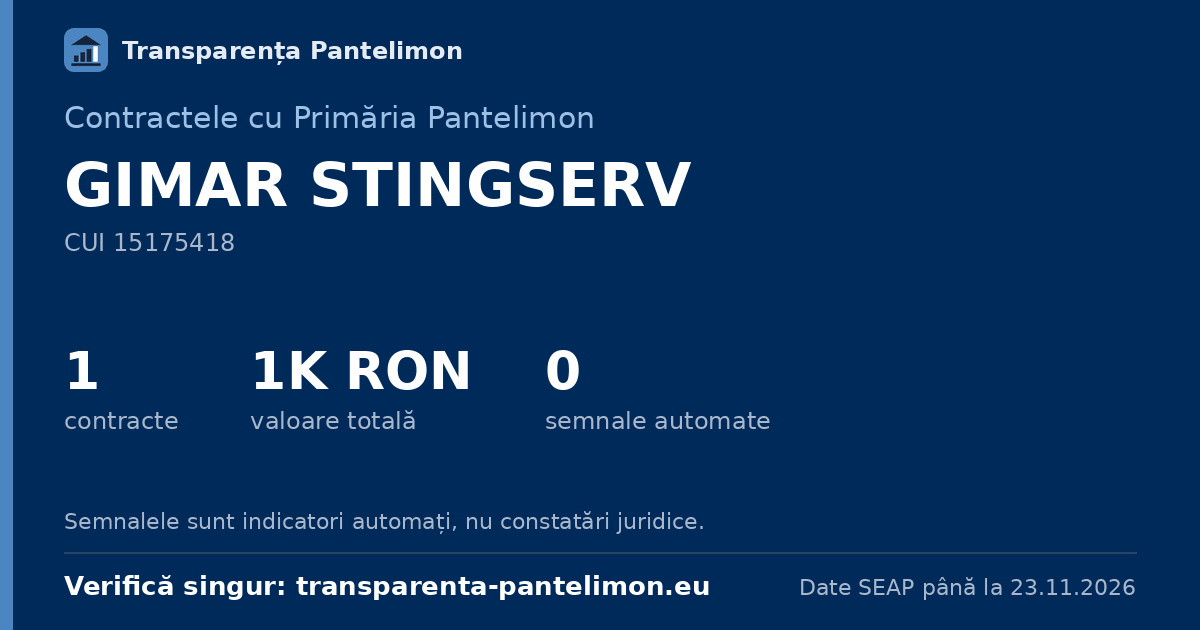 Transparența Pantelimon
Contractele cu Primăria Pantelimon
GIMAR STINGSERV
CUI 15175418
1 1K RON 0
contracte valoare totală semnale automate
Semnalele sunt indicatori automați, nu constatări juridice.
Verifică singur: transparenta-pantelimon.eu Date SEAP până la 23.11.2026